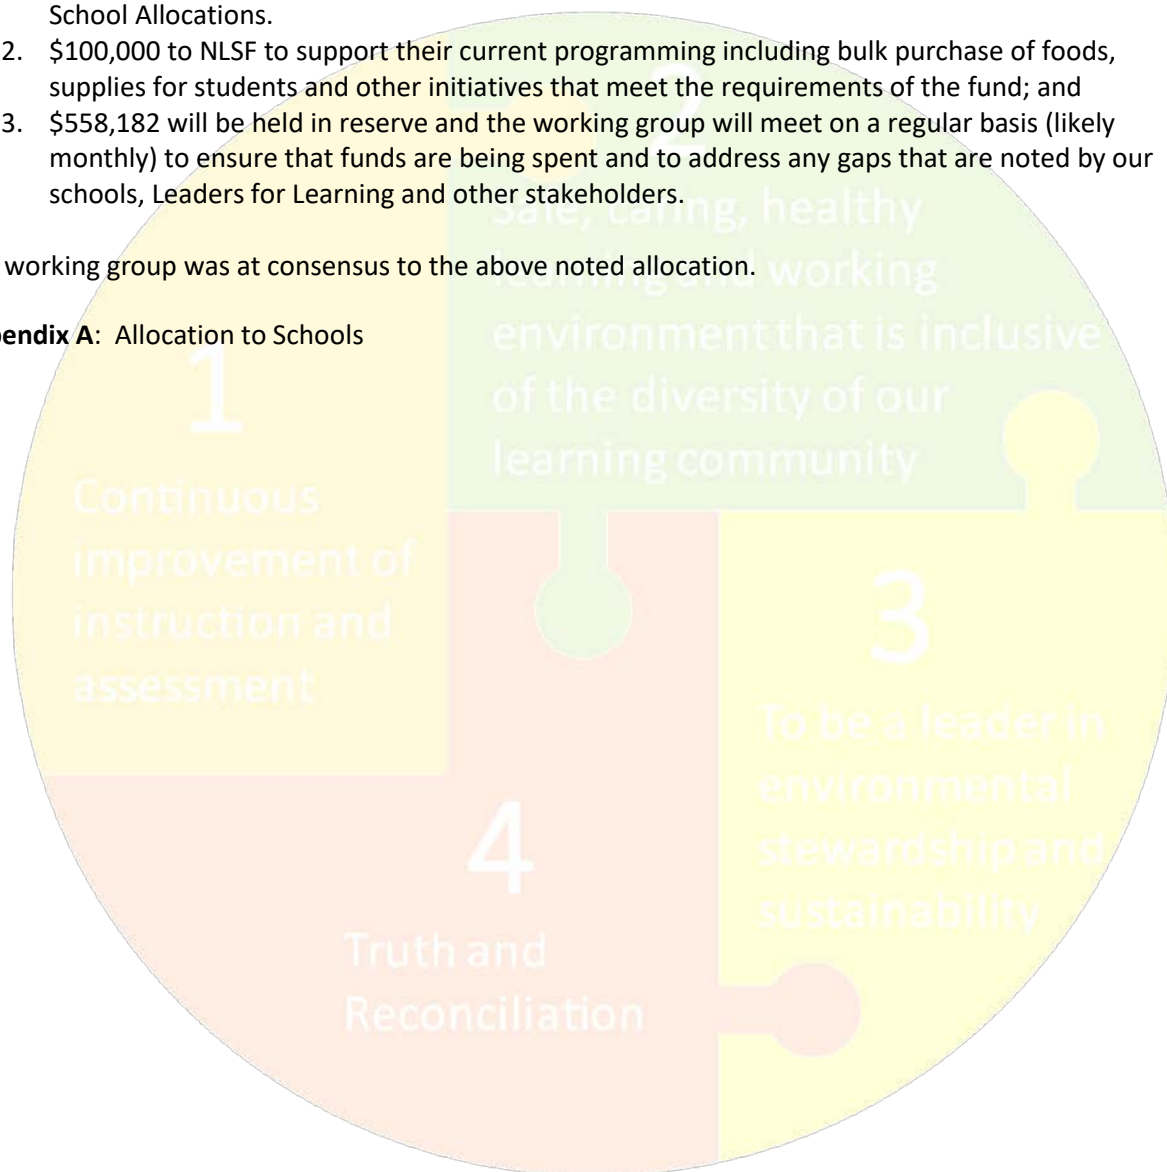 School Allocations.
2. $100,000 to NLSF to support their current programming including bulk purchase of foods,
supplies for students and other initiatives that meet the requirements of the fund; and
3. $558,182 will be held in reserve and the working group will meet on a regular basis (likely
monthly) to ensure that funds are being spent and to address any gaps that are noted by our
schools, Leaders for Learning and other stakeholders.
working group was at consensus to the above noted allocation.
endix A: Allocation to Schools
1
Continuous
improvement of
instruction and
assessment
2
Safe, caring, healthy
learning and working
environment that is inclusive
of the diversity of our
learning community
3
To be a leader in
environmental
stewardship and
sustainability
4
Truth and
Reconciliation